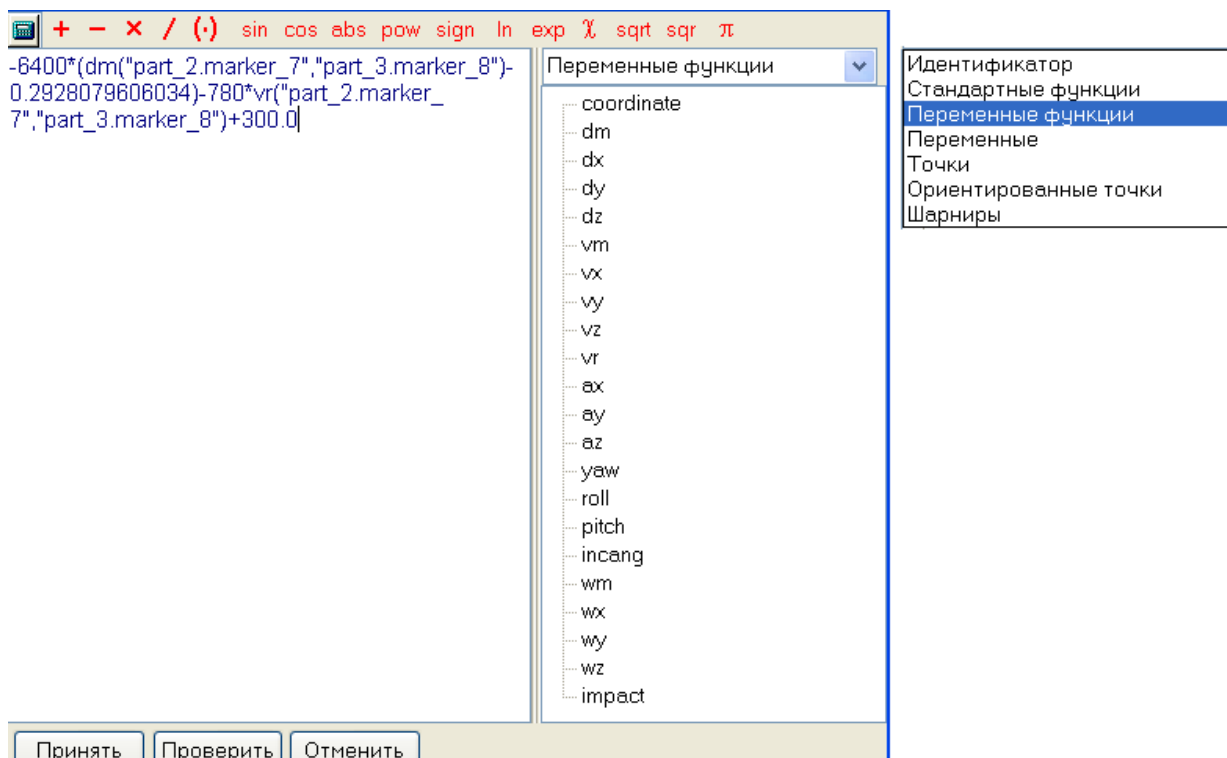 + − × / (·) sin cos abs pow sign ln exp χ sqrt sqr π
-6400*(dm("part_2.marker_7","part_3.marker_8")-
0.2928079606034)-780*vr("part_2.marker_
7","part_3.marker_8")+300.0
Переменные функции
coordinate
dm
dx
dy
dz
vm
vx
vy
vz
vr
ax
ay
az
yaw
roll
pitch
incang
wm
wx
wy
wz
impact
Идентификатор
Стандартные функции
Переменные функции
Переменные
Точки
Ориентированные точки
Шарниры
Принять Проверить Отменить